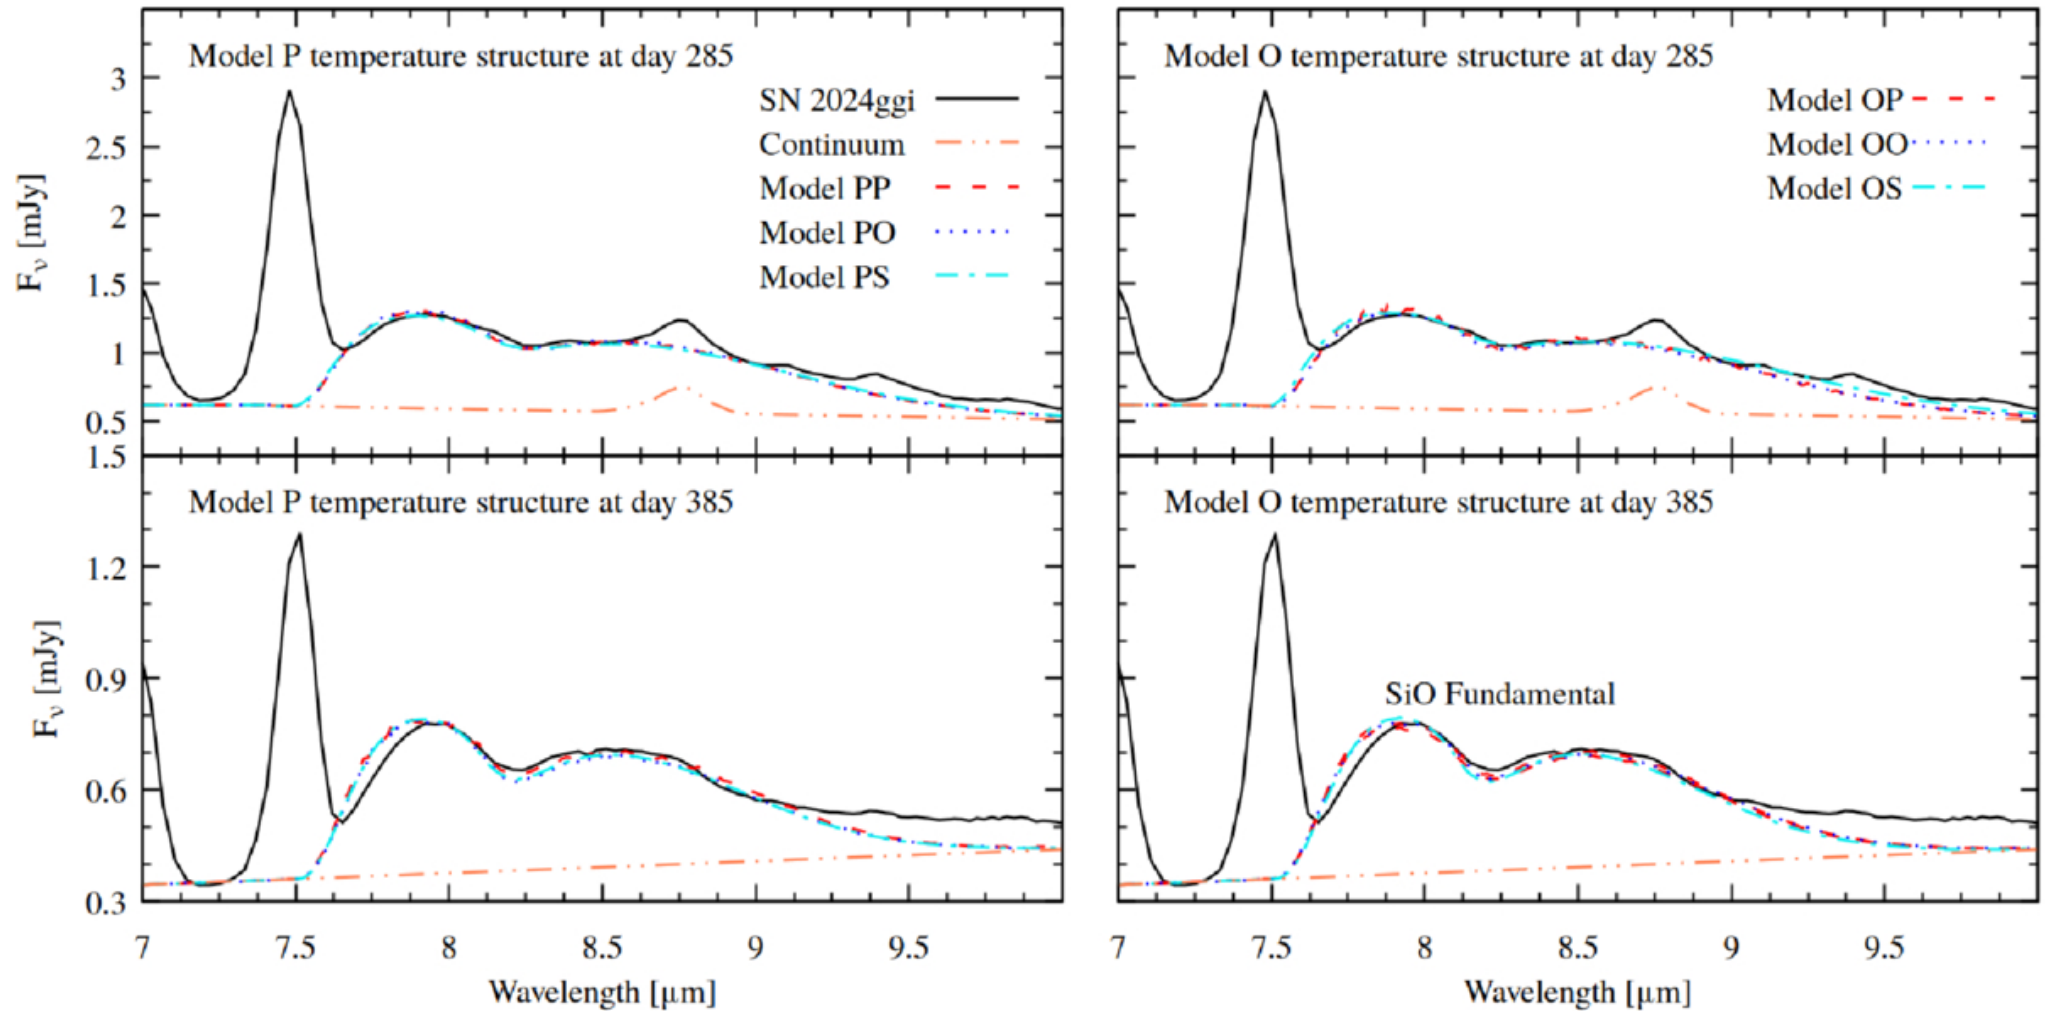 Model P temperature structure at day 285
SN 2024ggi
Continuum
Model PP
Model PO
Model PS
3
2.5
2
1.5
1
0.5
Fν [mJy]
Model O temperature structure at day 285
Model OP
Model OO
Model OS
Model P temperature structure at day 385
1.5
1.2
0.9
0.6
0.3
Fν [mJy]
7 7.5 8 8.5 9 9.5
Wavelength [μm]
Model O temperature structure at day 385
SiO Fundamental
7 7.5 8 8.5 9 9.5
Wavelength [μm]